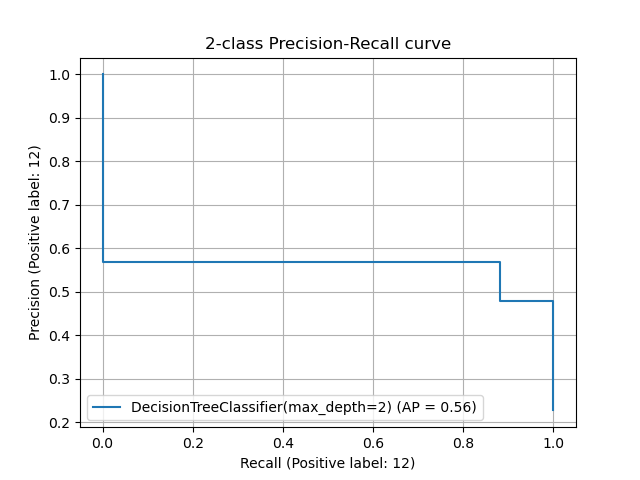 2-class Precision-Recall curve
Precision (Positive label: 12)
1.0
0.9
0.8
0.7
0.6
0.5
0.4
0.3
0.2
DecisionTreeClassifier(max_depth=2) (AP = 0.56)
0.0 0.2 0.4 0.6 0.8 1.0
Recall (Positive label: 12)